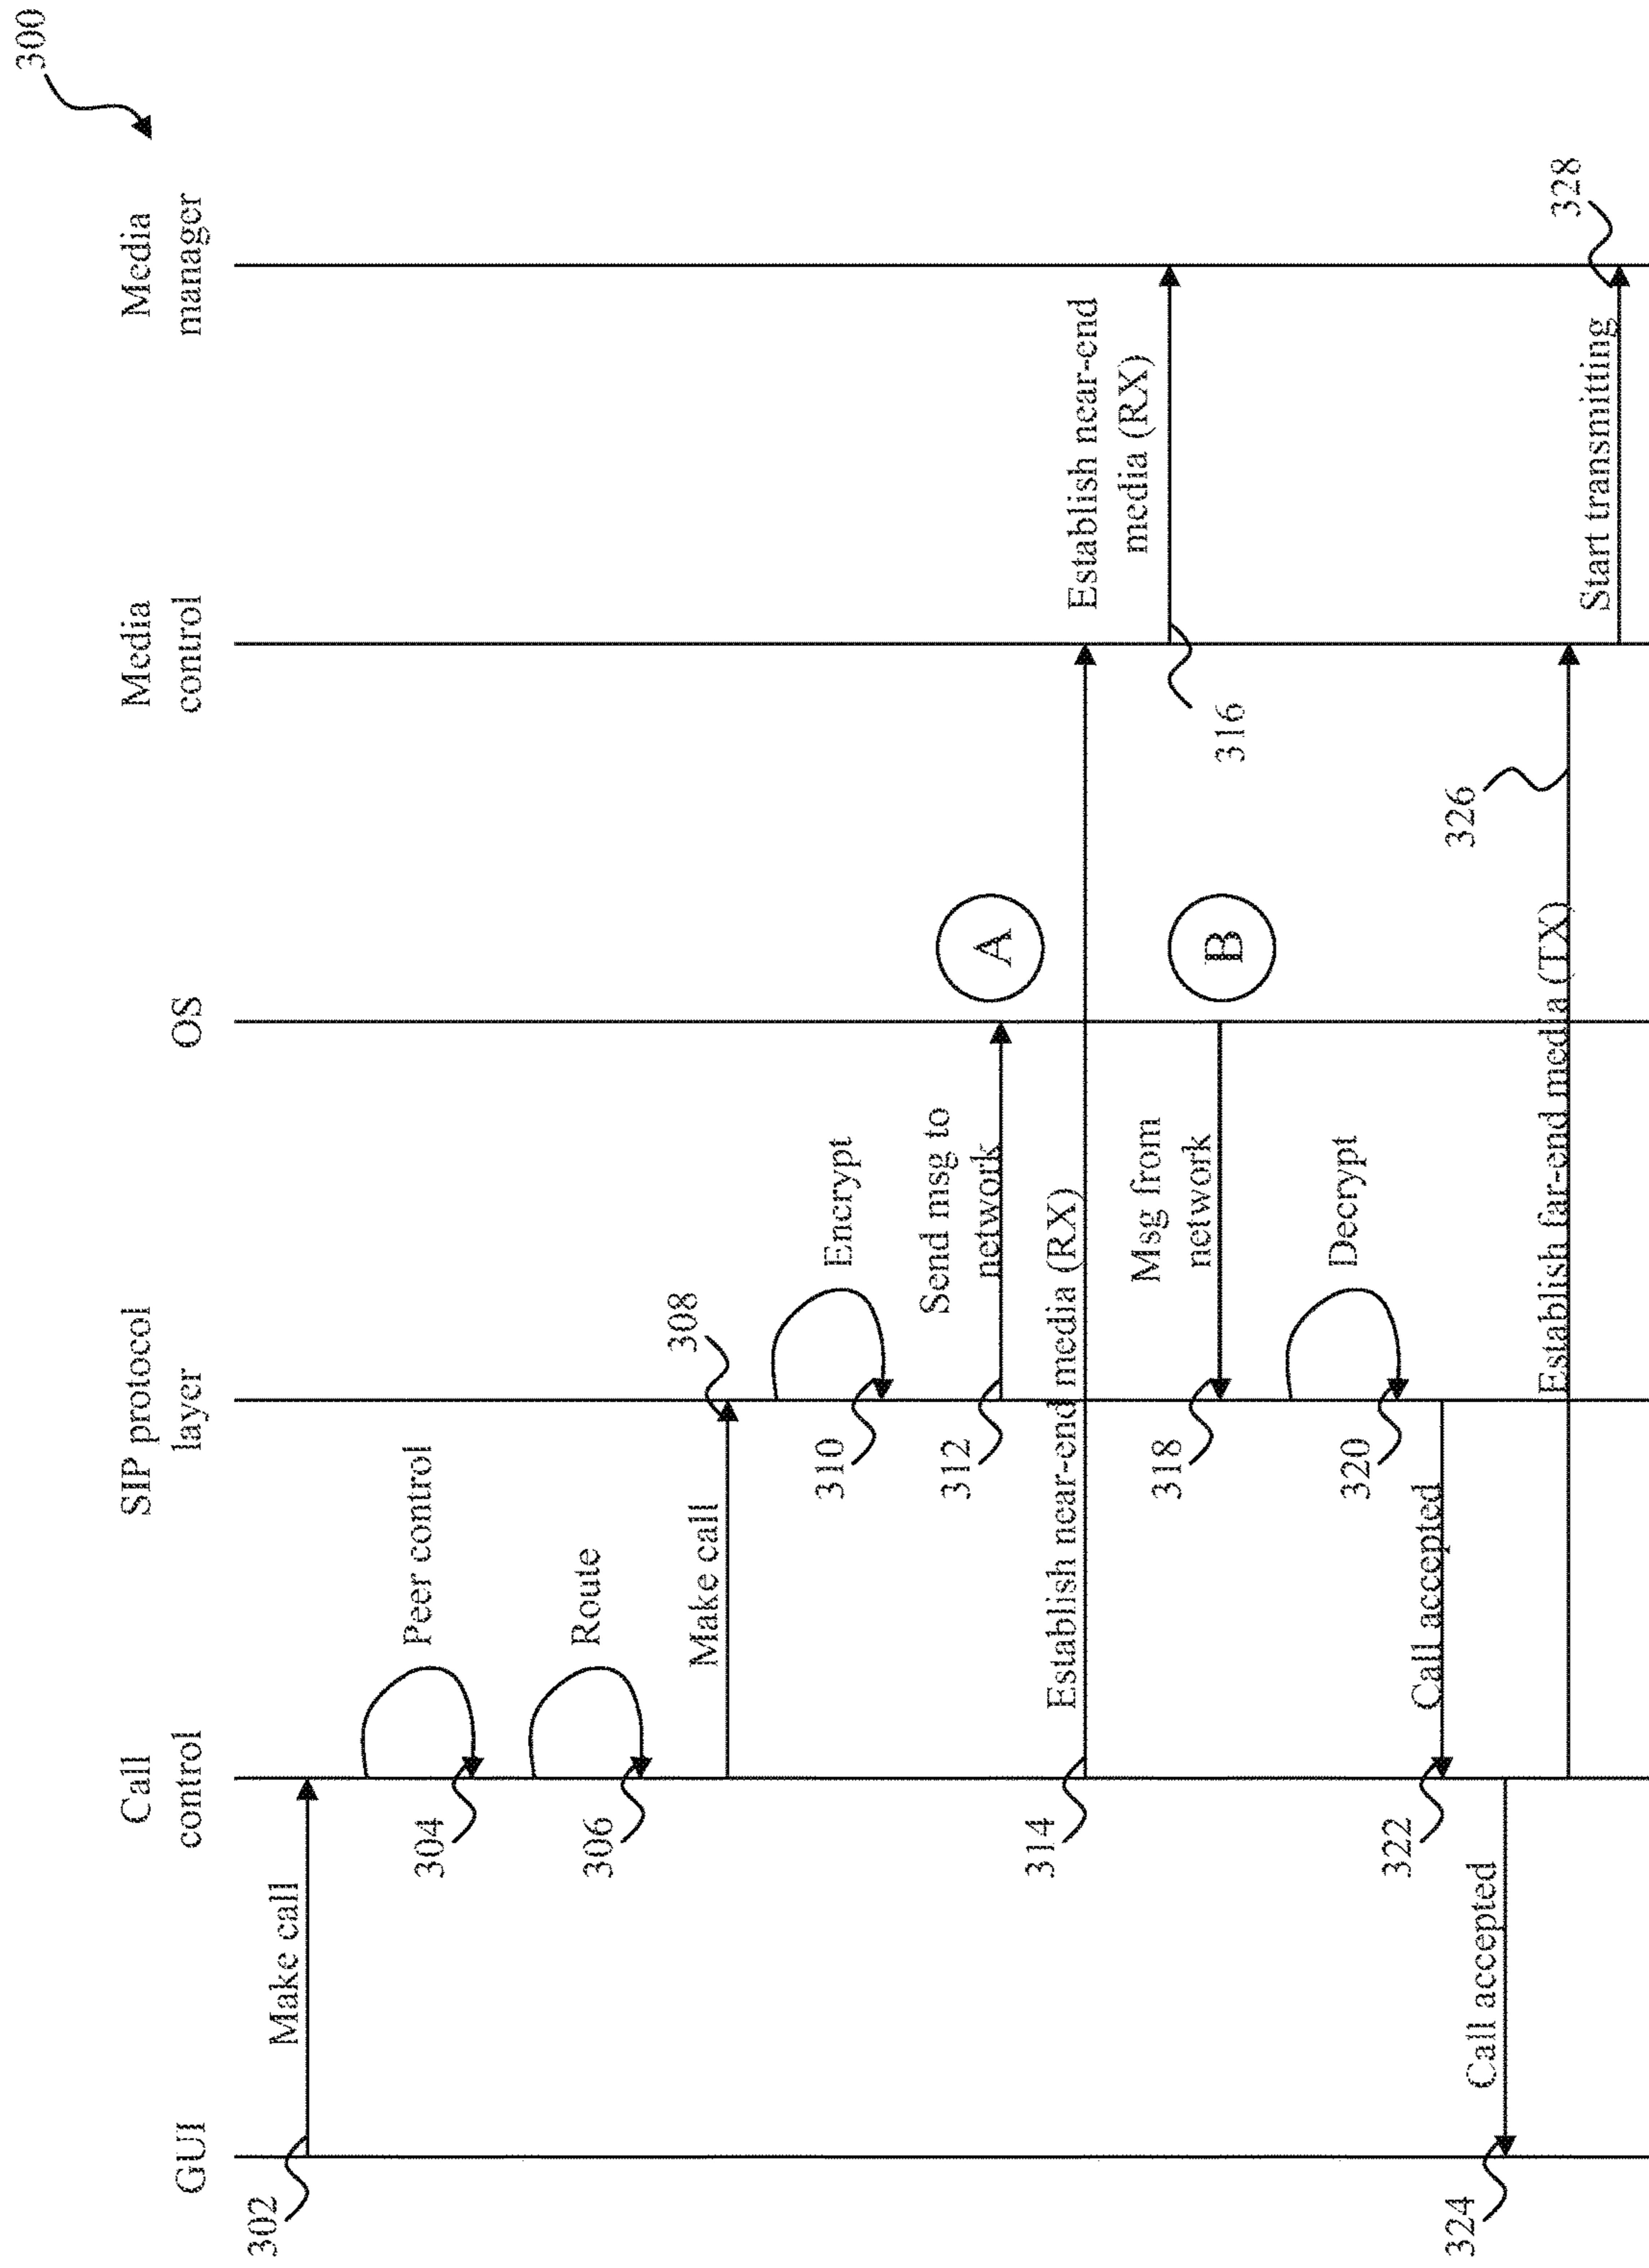 300
GUI
Call
control
SIP protocol
layer
OS
Media
control
Media
manager
302
Make call
Peer control
304
Route
306
Make call
308
Encrypt
310
Send msg to
network
312
A
Establish near-end media (RX)
314
Establish near-end
media (RX)
316
Msg from
network
318
B
Decrypt
320
Call accepted
322
Call accepted
324
Establish far-end media (TX)
326
Start transmitting
328